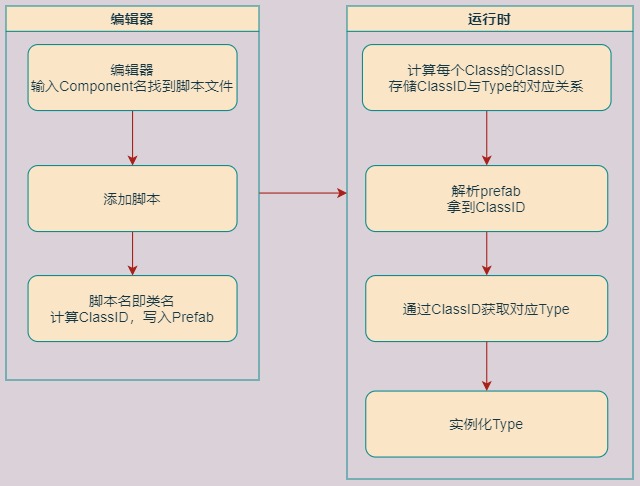 编辑器
编辑器
输入Component名找到脚本文件
添加脚本
脚本名即类名
计算ClassID，写入Prefab
运行时
计算每个Class的ClassID
存储ClassID与Type的对应关系
解析prefab
拿到ClassID
通过ClassID获取对应Type
实例化Type